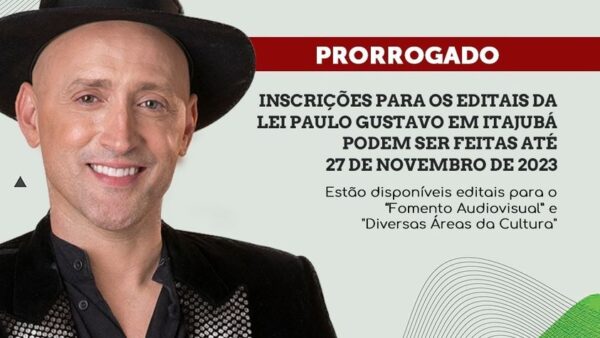 PRORROGADO
INSCRIÇÕES PARA OS EDITAIS DA
LEI PAULO GUSTAVO EM ITAJUBÁ
PODEM SER FEITAS ATÉ
27 DE NOVEMBRO DE 2023
Estão disponíveis editais para o
"Fomento Audiovisual" e
"Diversas Áreas da Cultura"